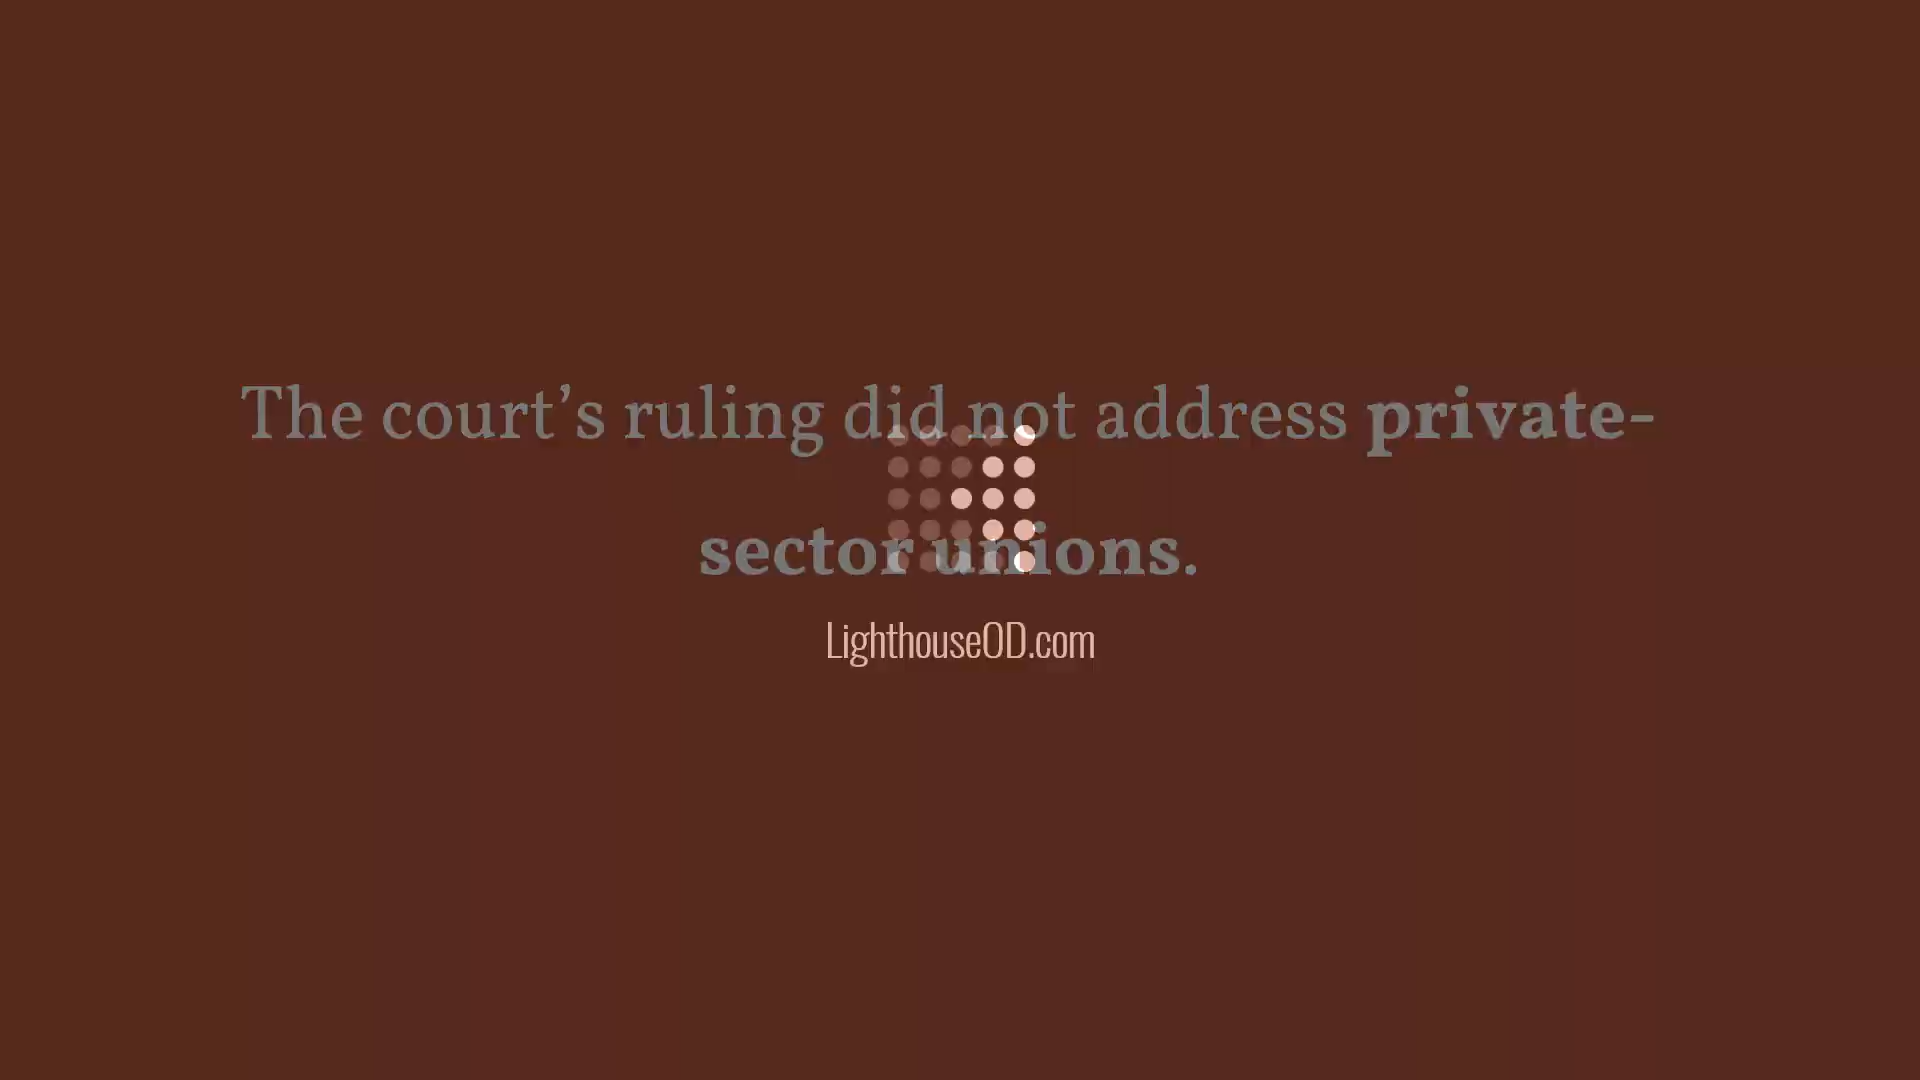 The court’s ruling did not address private-
sector unions.
LighthouseOD.com